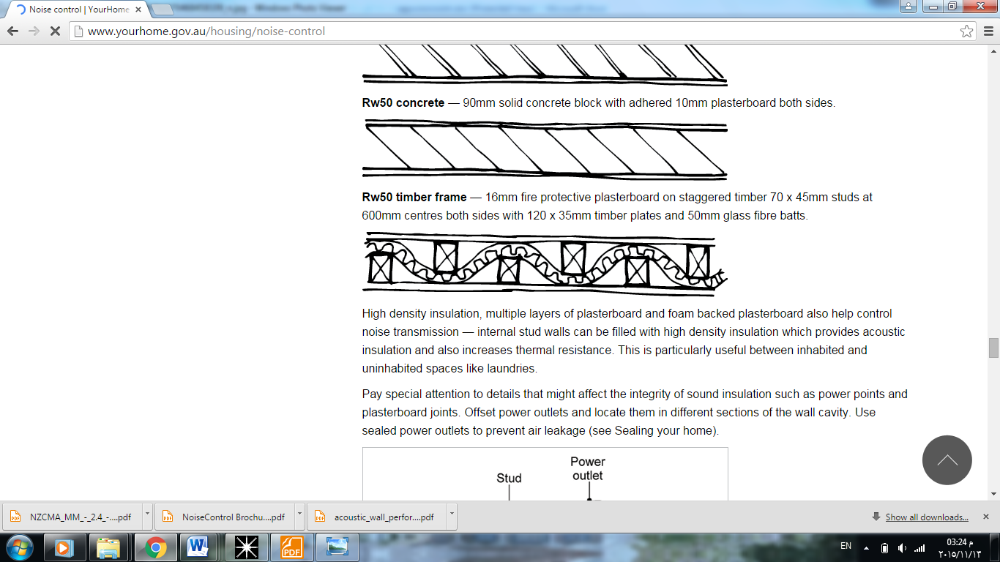 Noise control | YourHome
www.yourhome.gov.au/housing/noise-control
Rw50 concrete — 90mm solid concrete block with adhered 10mm plasterboard both sides.
Rw50 timber frame — 16mm fire protective plasterboard on staggered timber 70 x 45mm studs at
600mm centres both sides with 120 x 35mm timber plates and 50mm glass fibre batts.
High density insulation, multiple layers of plasterboard and foam backed plasterboard also help control
noise transmission — internal stud walls can be filled with high density insulation which provides acoustic
insulation and also increases thermal resistance. This is particularly useful between inhabited and
uninhabited spaces like laundries.
Pay special attention to details that might affect the integrity of sound insulation such as power points and
plasterboard joints. Offset power outlets and locate them in different sections of the wall cavity. Use
sealed power outlets to prevent air leakage (see Sealing your home).
Power
outlet
Stud
NZCMA_MM_-_2.4_-....pdf
NoiseControl Brochu....pdf
acoustic_wall_perfor....pdf
Show all downloads...
W
PDF
EN
03:24 م
٢٠١٥/١١/١٣